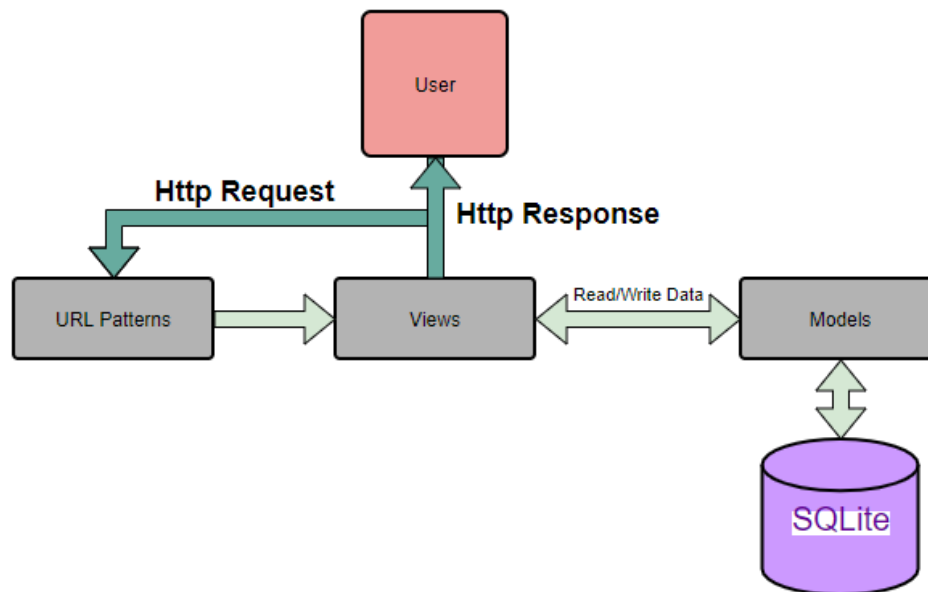 User
Http Request
Http Response
URL Patterns
Views
Read/Write Data
Models
SQLite